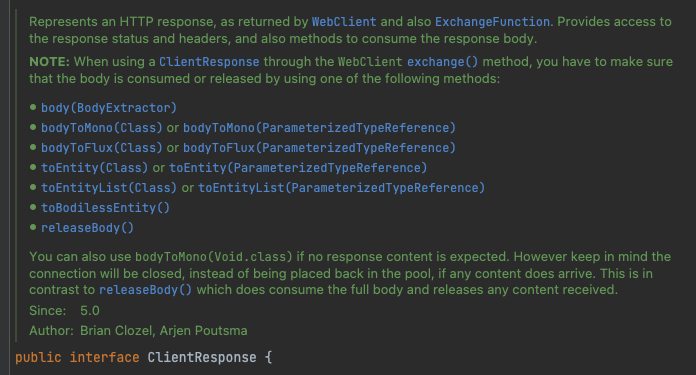 Represents an HTTP response, as returned by WebClient and also ExchangeFunction. Provides access to
the response status and headers, and also methods to consume the response body.
NOTE: When using a ClientResponse through the WebClient exchange() method, you have to make sure
that the body is consumed or released by using one of the following methods:
• body(BodyExtractor)
• bodyToMono(Class) or bodyToMono(ParameterizedTypeReference)
• bodyToFlux(Class) or bodyToFlux(ParameterizedTypeReference)
• toEntity(Class) or toEntity(ParameterizedTypeReference)
• toEntityList(Class) or toEntityList(ParameterizedTypeReference)
• toBodilessEntity()
• releaseBody()
You can also use bodyToMono(Void.class) if no response content is expected. However keep in mind the
connection will be closed, instead of being placed back in the pool, if any content does arrive. This is in
contrast to releaseBody() which does consume the full body and releases any content received.
Since: 5.0
Author: Brian Clozel, Arjen Poutsma
public interface ClientResponse {